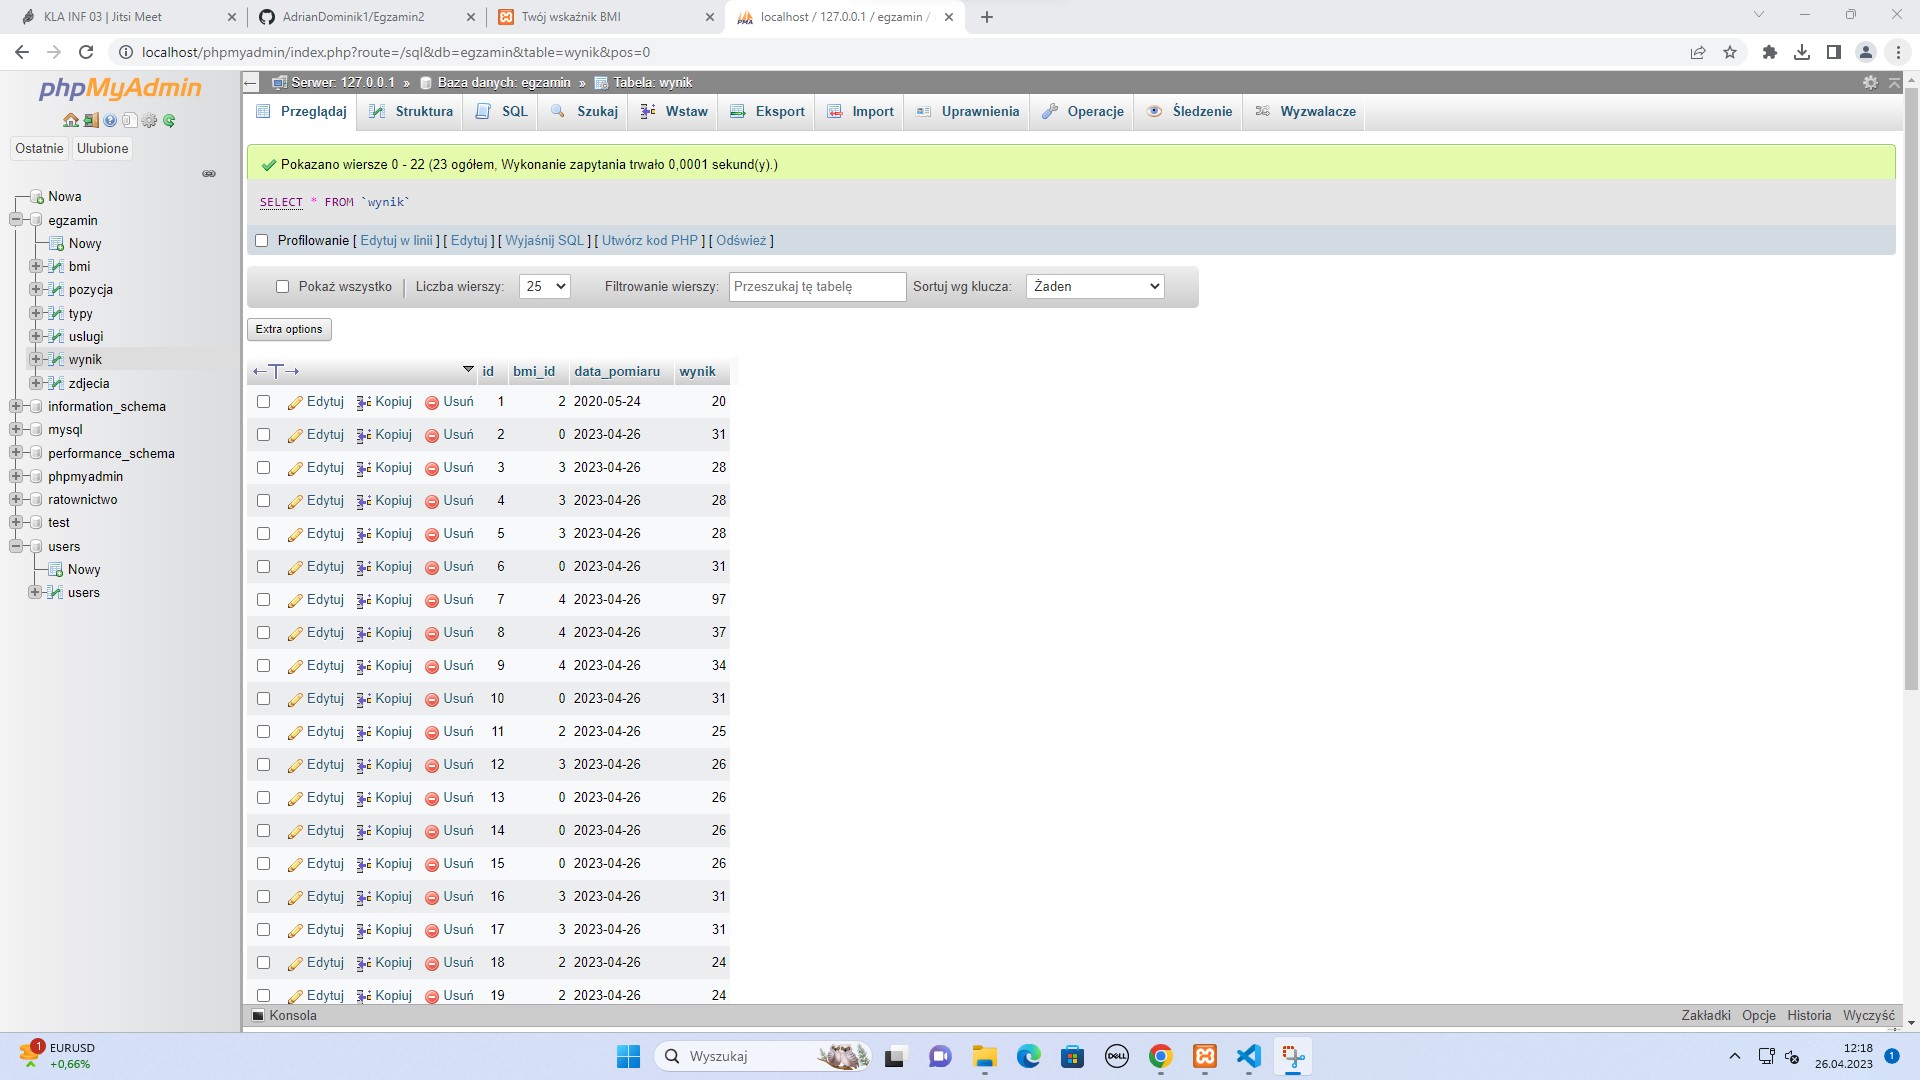 KLA INF 03 | Jitsi Meet
AdrianDominik1/Egzamin2
Twój wskaźnik BMI
localhost / 127.0.0.1 / egzamin /
localhost/phpmyadmin/index.php?route=/sql&db=egzamin&table=wynik&pos=0
phpMyAdmin
Ostatnie
Ulubione
Nowa
egzamin
Nowy
bmi
pozycja
typy
uslugi
wynik
zdjecia
information_schema
mysql
performance_schema
phpmyadmin
ratownictwo
test
users
Nowy
users
Serwer: 127.0.0.1 » Baza danych: egzamin » Tabela: wynik
Przeglądaj Struktura SQL Szukaj Wstaw Eksport Import Uprawnienia Operacje Śledzenie Wyzwalacze
Pokazano wiersze 0 - 22 (23 ogółem, Wykonanie zapytania trwało 0,0001 sekund(y).)
SELECT * FROM `wynik`
Profilowanie [ Edytuj w linii ] [ Edytuj ] [ Wyjaśnij SQL ] [ Utwórz kod PHP ] [ Odśwież ]
Pokaż wszystko | Liczba wierszy: 25 Filtrowanie wierszy: Przeszukaj tę tabelę Sortuj wg klucza: Żaden
Extra options
←T→ id bmi_id data_pomiaru wynik
Edytuj Kopiuj Usuń 1 2 2020-05-24 20
Edytuj Kopiuj Usuń 2 0 2023-04-26 31
Edytuj Kopiuj Usuń 3 3 2023-04-26 28
Edytuj Kopiuj Usuń 4 3 2023-04-26 28
Edytuj Kopiuj Usuń 5 3 2023-04-26 28
Edytuj Kopiuj Usuń 6 0 2023-04-26 31
Edytuj Kopiuj Usuń 7 4 2023-04-26 97
Edytuj Kopiuj Usuń 8 4 2023-04-26 37
Edytuj Kopiuj Usuń 9 4 2023-04-26 34
Edytuj Kopiuj Usuń 10 0 2023-04-26 31
Edytuj Kopiuj Usuń 11 2 2023-04-26 25
Edytuj Kopiuj Usuń 12 3 2023-04-26 26
Edytuj Kopiuj Usuń 13 0 2023-04-26 26
Edytuj Kopiuj Usuń 14 0 2023-04-26 26
Edytuj Kopiuj Usuń 15 0 2023-04-26 26
Edytuj Kopiuj Usuń 16 3 2023-04-26 31
Edytuj Kopiuj Usuń 17 3 2023-04-26 31
Edytuj Kopiuj Usuń 18 2 2023-04-26 24
Edytuj Kopiuj Usuń 19 2 2023-04-26 24
Konsola
Zakładki Opcje Historia Wyczyść
1
EURUSD
+0,66%
Wyszukaj
DELL
12:18
26.04.2023
1